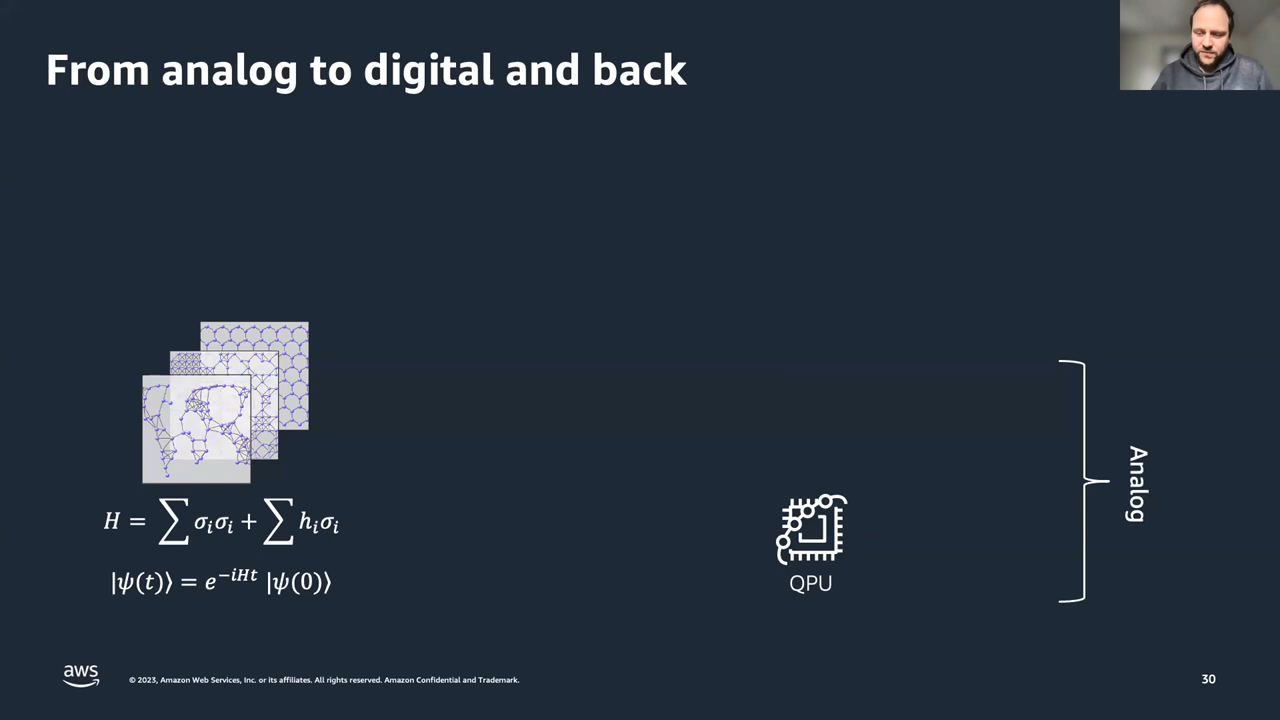 From analog to digital and back
H = ∑ σᵢσᵢ + ∑ hᵢσᵢ
|ψ(t)⟩ = e^{-iHt} |ψ(0)⟩
QPU
Analog
aws
© 2023, Amazon Web Services, Inc. or its affiliates. All rights reserved. Amazon Confidential and Trademark.
30